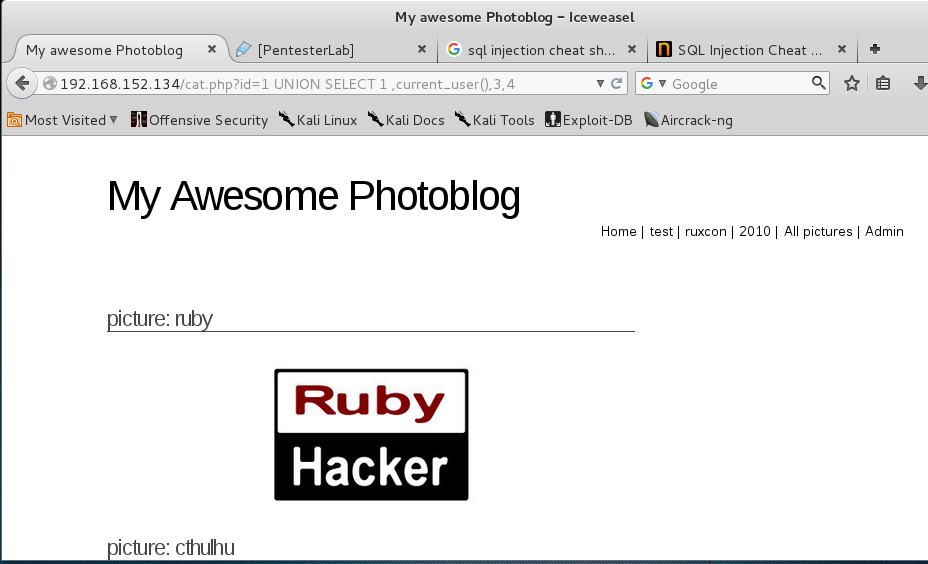 My awesome Photoblog - Iceweasel
My awesome Photoblog [PentesterLab] sql injection cheat sh... SQL Injection Cheat ...
192.168.152.134/cat.php?id=1 UNION SELECT 1 ,current_user(),3,4 Google
Most Visited Offensive Security Kali Linux Kali Docs Kali Tools Exploit-DB Aircrack-ng
My Awesome Photoblog
Home | test | ruxcon | 2010 | All pictures | Admin
picture: ruby
Ruby
Hacker
picture: cthulhu